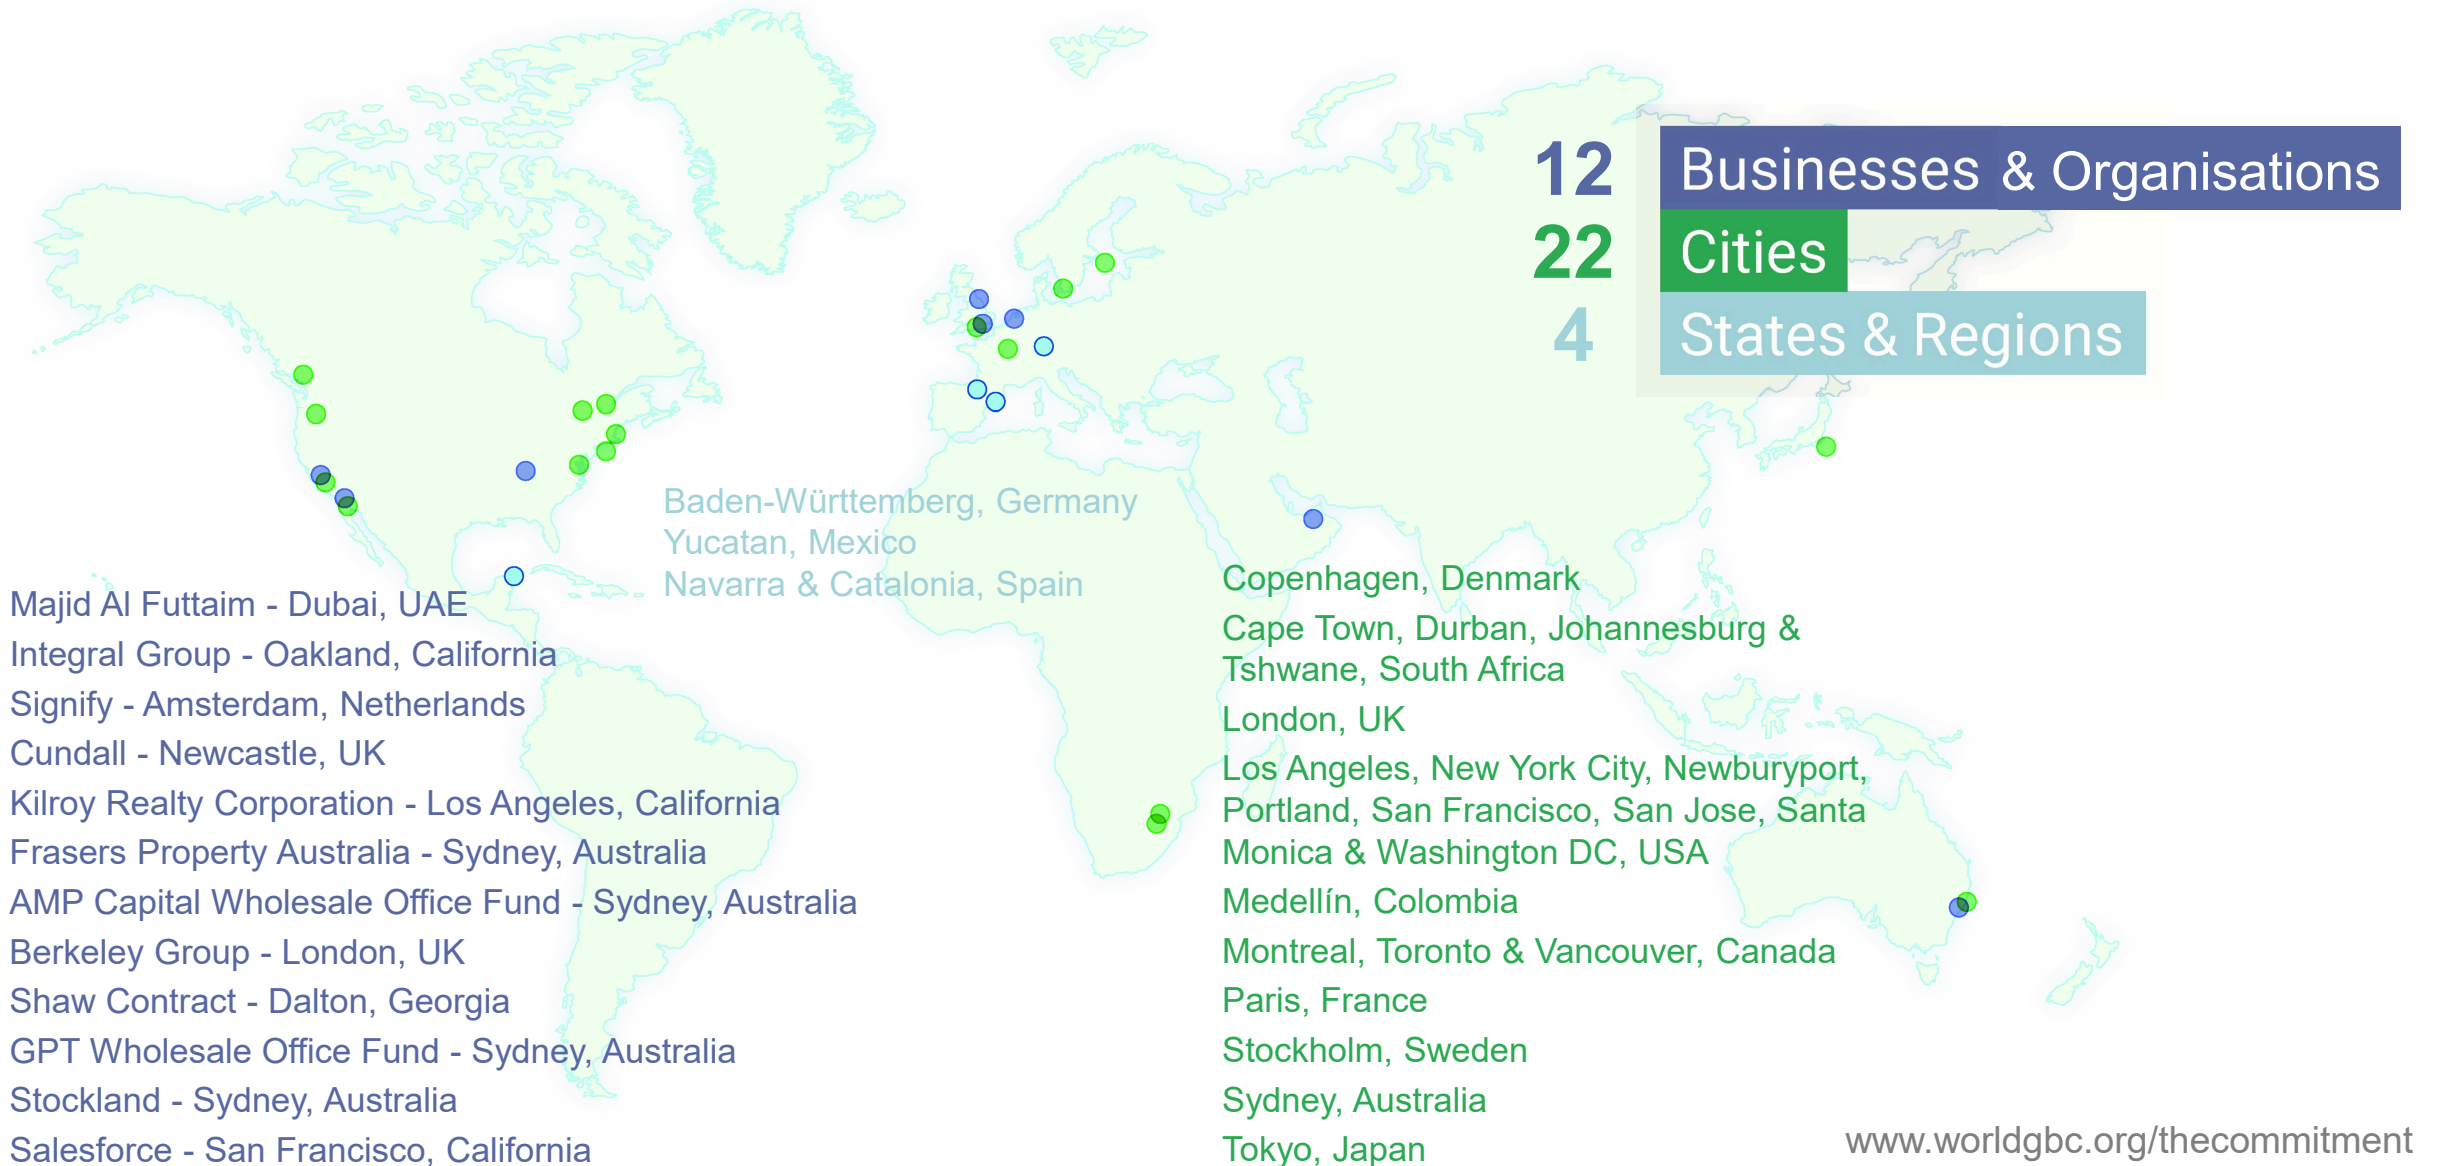 12 Businesses & Organisations
22 Cities
4 States & Regions
Baden-Württemberg, Germany
Yucatan, Mexico
Navarra & Catalonia, Spain
Majid Al Futtaim - Dubai, UAE
Integral Group - Oakland, California
Signify - Amsterdam, Netherlands
Cundall - Newcastle, UK
Kilroy Realty Corporation - Los Angeles, California
Frasers Property Australia - Sydney, Australia
AMP Capital Wholesale Office Fund - Sydney, Australia
Berkeley Group - London, UK
Shaw Contract - Dalton, Georgia
GPT Wholesale Office Fund - Sydney, Australia
Stockland - Sydney, Australia
Salesforce - San Francisco, California
Copenhagen, Denmark
Cape Town, Durban, Johannesburg &
Tshwane, South Africa
London, UK
Los Angeles, New York City, Newburyport,
Portland, San Francisco, San Jose, Santa
Monica & Washington DC, USA
Medellín, Colombia
Montreal, Toronto & Vancouver, Canada
Paris, France
Stockholm, Sweden
Sydney, Australia
Tokyo, Japan
www.worldgbc.org/thecommitment